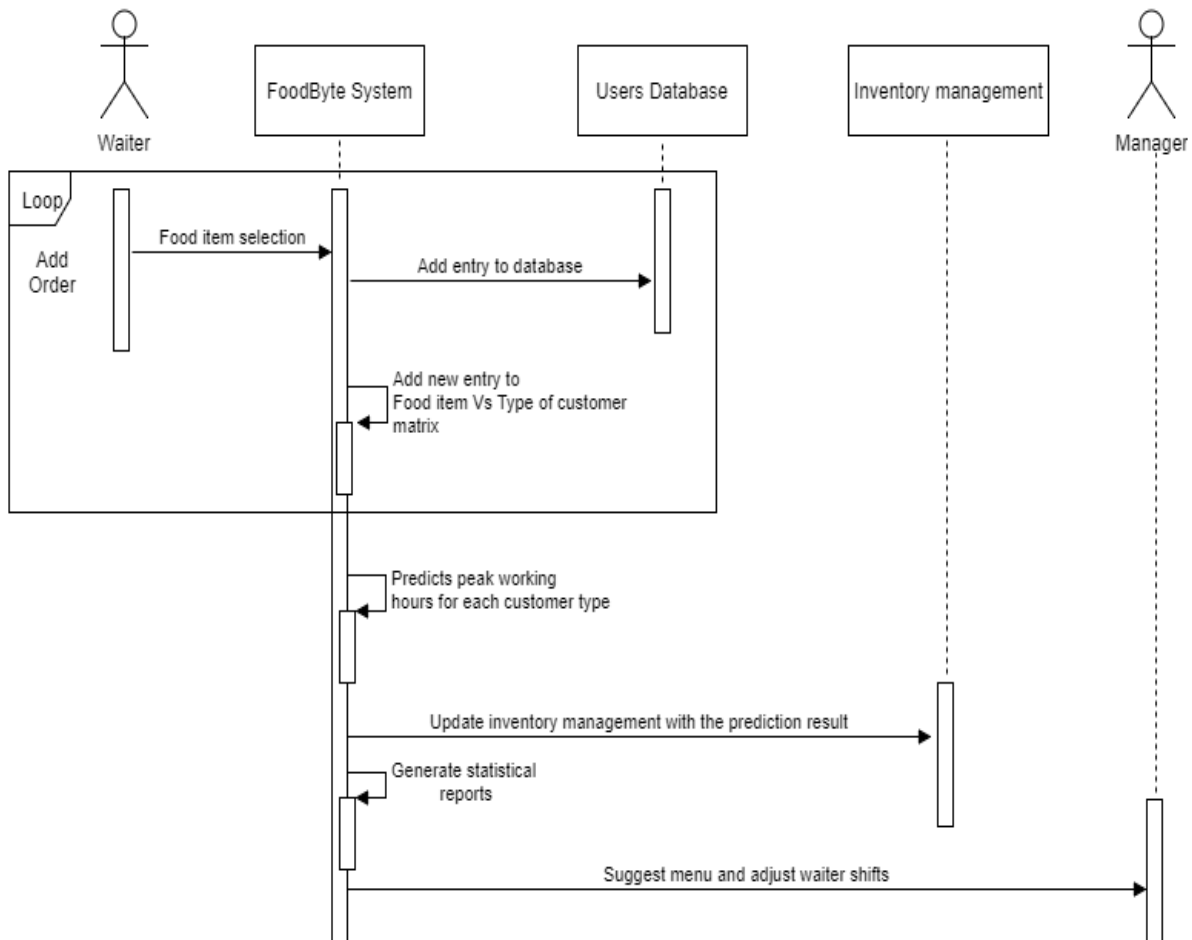 Waiter
FoodByte System
Users Database
Inventory management
Manager
Loop
Add
Order
Food item selection
Add entry to database
Add new entry to
Food item Vs Type of customer
matrix
Predicts peak working
hours for each customer type
Update inventory management with the prediction result
Generate statistical
reports
Suggest menu and adjust waiter shifts